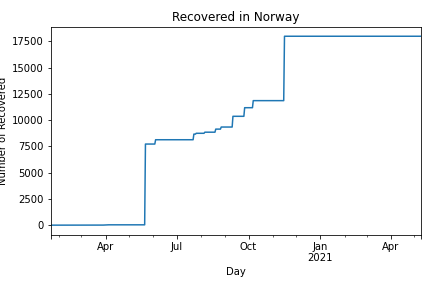 Recovered in Norway
Number of Recovered
17500
15000
12500
10000
7500
5000
2500
0
Apr
Jul
Oct
Jan
2021
Apr
Day